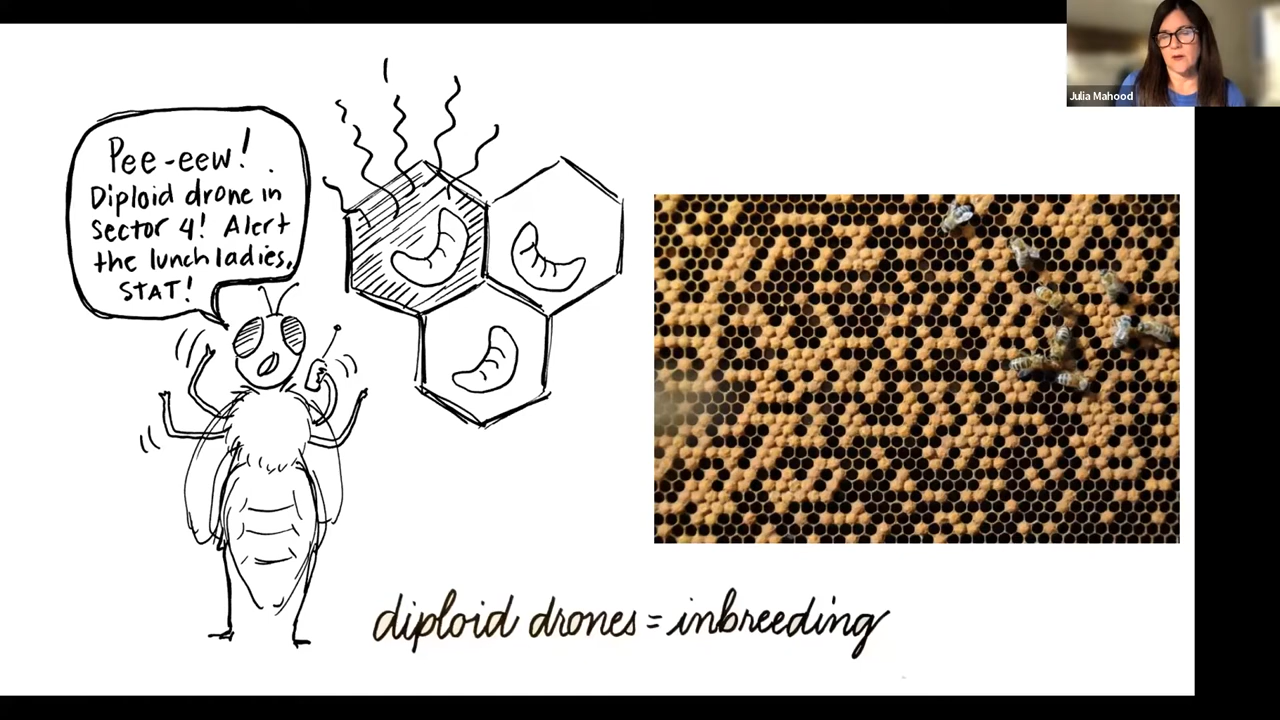 Julia Mahood
Pee-eew!
Diploid drone in
sector 4! Alert
the lunch ladies,
STAT!
diploid drones = inbreeding